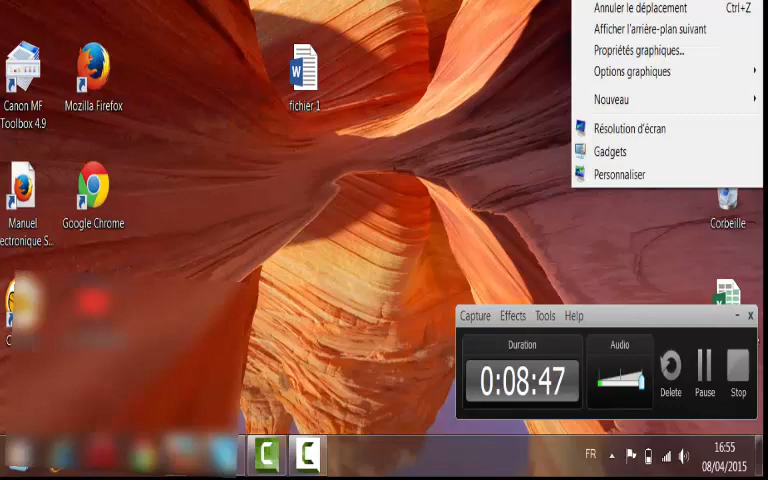 Annuler le déplacement Ctrl+Z
Afficher l'arrière-plan suivant
Propriétés graphiques...
Options graphiques
Nouveau
Résolution d'écran
Gadgets
Personnaliser
Canon MF
Toolbox 4.9
Mozilla Firefox
fichier 1
Manuel
ectronique S...
Google Chrome
Corbeille
Capture Effects Tools Help
Duration
Audio
0:08:47
Delete Pause Stop
FR
16:55
08/04/2015